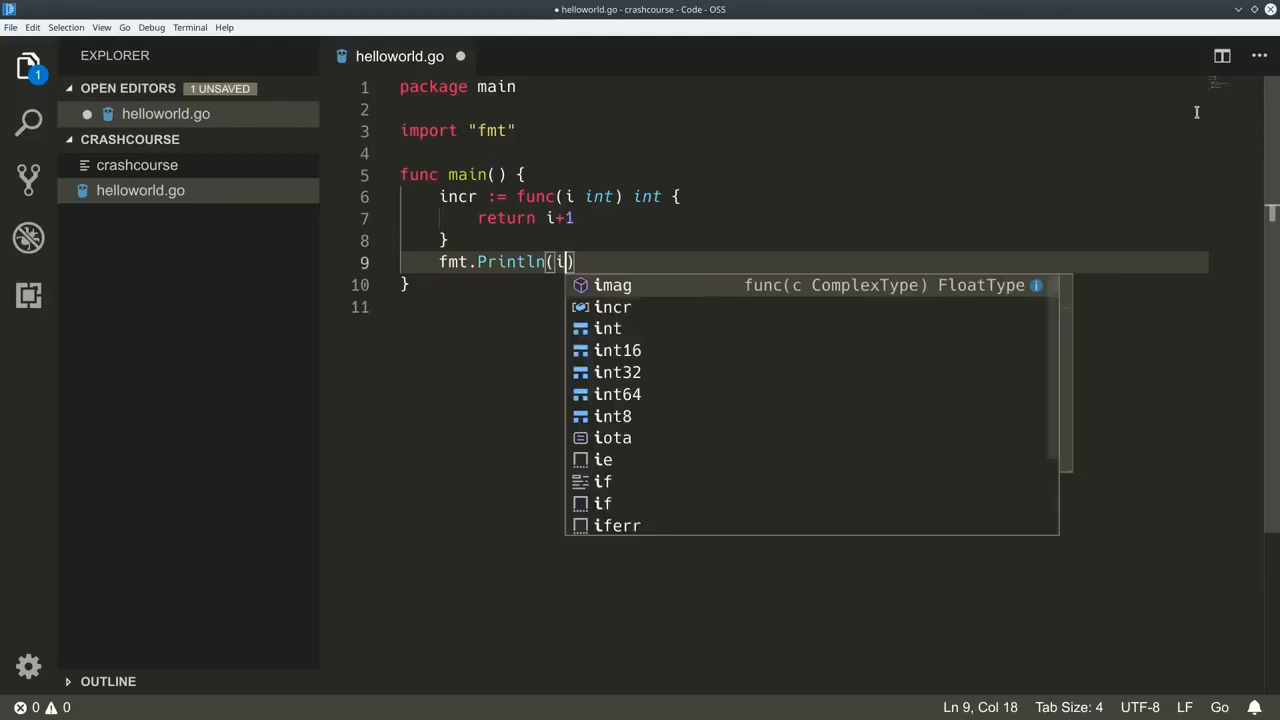 helloworld.go - crashcourse - Code - OSS
File Edit Selection View Go Debug Terminal Help
EXPLORER
OPEN EDITORS 1 UNSAVED
helloworld.go
CRASHCOURSE
crashcourse
helloworld.go
OUTLINE
1
helloworld.go
1 package main
2
3 import "fmt"
4
5 func main() {
6 incr := func(i int) int {
7 return i+1
8 }
9 fmt.Println(i)
10 }
11
imag func(c ComplexType) FloatType
incr
int
int16
int32
int64
int8
iota
ie
if
if
iferr
0 0 Ln 9, Col 18 Tab Size: 4 UTF-8 LF Go